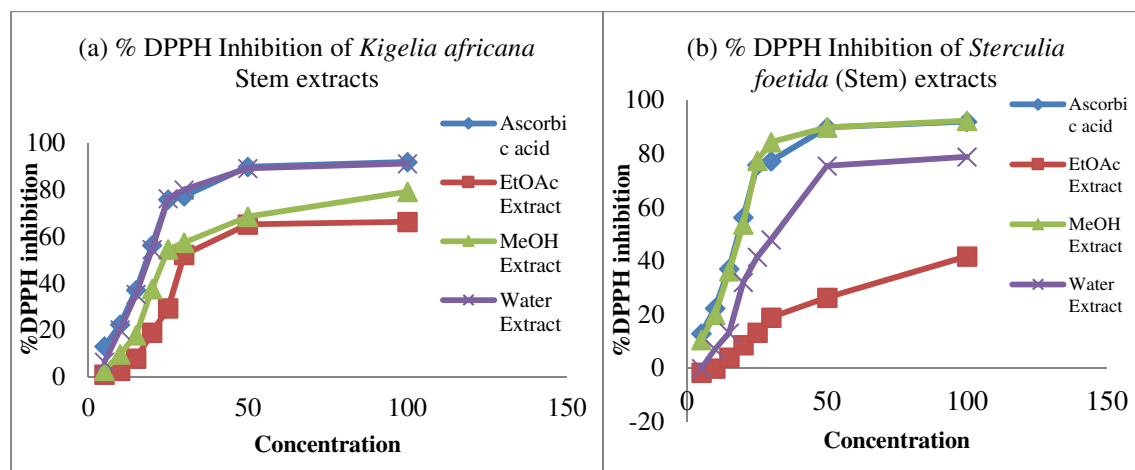 (a) % DPPH Inhibition of Kigelia africana
Stem extracts
%DPPH inhibition
100
80
60
40
20
0
0
50
100
150
Concentration
Ascorbi
c acid
EtOAc
Extract
MeOH
Extract
Water
Extract
(b) % DPPH Inhibition of Sterculia
foetida (Stem) extracts
%DPPH inhibition
100
80
60
40
20
0
-20
0
50
100
150
Concentration
Ascorbi
c acid
EtOAc
Extract
MeOH
Extract
Water
Extract